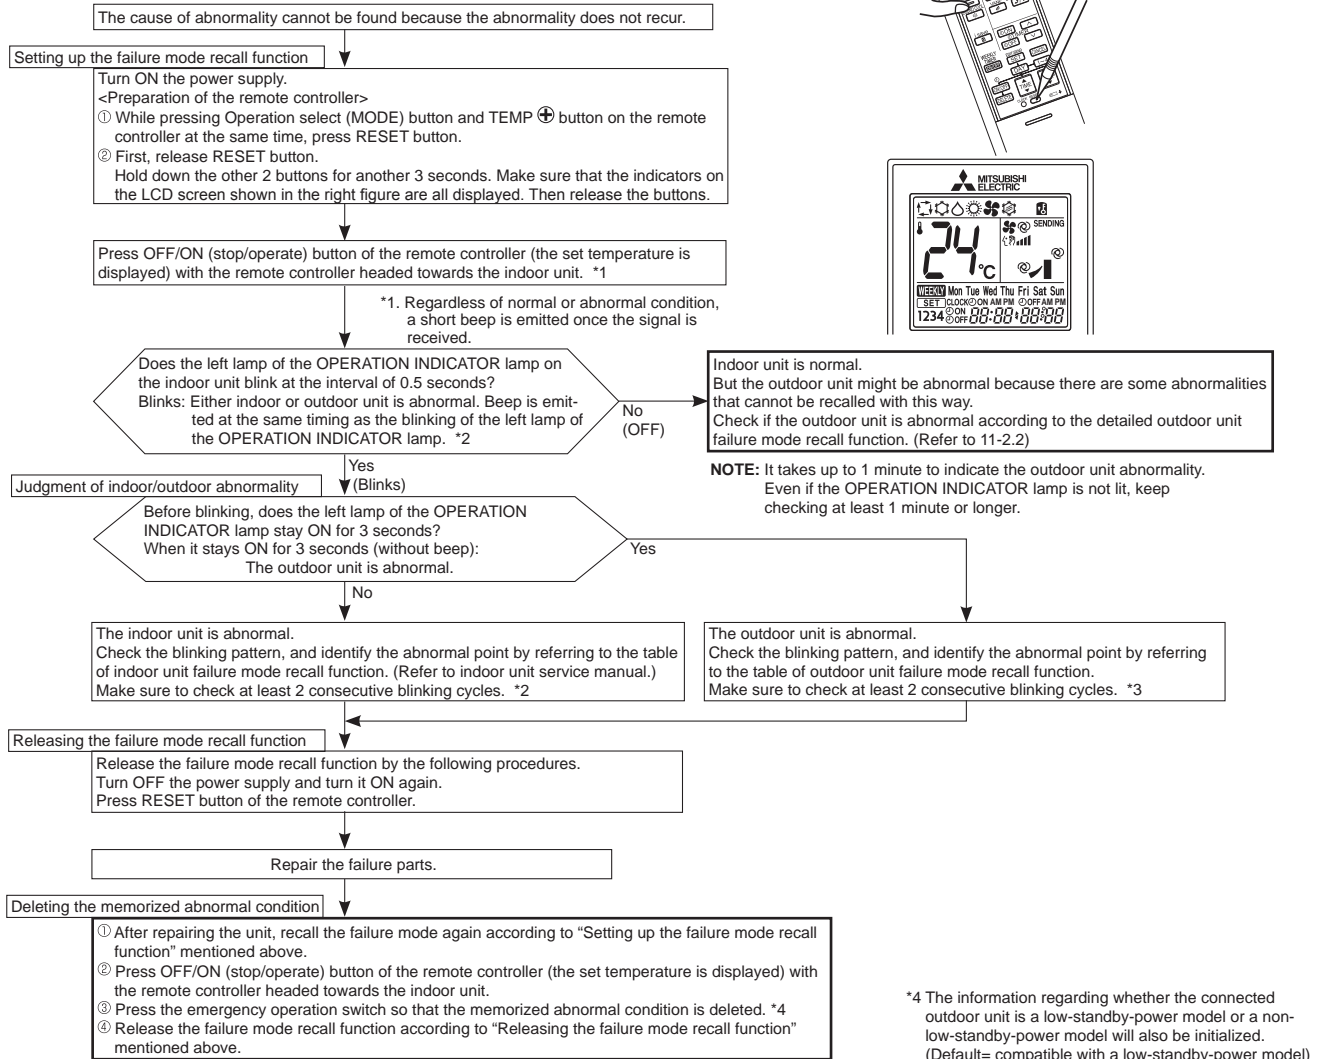 The cause of abnormality cannot be found because the abnormality does not recur.
Setting up the failure mode recall function
Turn ON the power supply.
<Preparation of the remote controller>
① While pressing Operation select (MODE) button and TEMP ⊕ button on the remote
controller at the same time, press RESET button.
② First, release RESET button.
Hold down the other 2 buttons for another 3 seconds. Make sure that the indicators on
the LCD screen shown in the right figure are all displayed. Then release the buttons.
MITSUBISHI
ELECTRIC
SENDING
24°C
WEEKLY Mon Tue Wed Thu Fri Sat Sun
SET CLOCK ON AM PM OFF AM PM
1234 ON 88:88 88:88
OFF
Press OFF/ON (stop/operate) button of the remote controller (the set temperature is
displayed) with the remote controller headed towards the indoor unit. *1
*1. Regardless of normal or abnormal condition,
a short beep is emitted once the signal is
received.
Does the left lamp of the OPERATION INDICATOR lamp on
the indoor unit blink at the interval of 0.5 seconds?
Blinks: Either indoor or outdoor unit is abnormal. Beep is emit-
ted at the same timing as the blinking of the left lamp of
the OPERATION INDICATOR lamp. *2
No
(OFF)
Indoor unit is normal.
But the outdoor unit might be abnormal because there are some abnormalities
that cannot be recalled with this way.
Check if the outdoor unit is abnormal according to the detailed outdoor unit
failure mode recall function. (Refer to 11-2.2)
NOTE: It takes up to 1 minute to indicate the outdoor unit abnormality.
Even if the OPERATION INDICATOR lamp is not lit, keep
checking at least 1 minute or longer.
Yes
(Blinks)
Judgment of indoor/outdoor abnormality
Before blinking, does the left lamp of the OPERATION
INDICATOR lamp stay ON for 3 seconds?
When it stays ON for 3 seconds (without beep):
The outdoor unit is abnormal.
Yes
No
The indoor unit is abnormal.
Check the blinking pattern, and identify the abnormal point by referring to the table
of indoor unit failure mode recall function. (Refer to indoor unit service manual.)
Make sure to check at least 2 consecutive blinking cycles. *2
The outdoor unit is abnormal.
Check the blinking pattern, and identify the abnormal point by referring
to the table of outdoor unit failure mode recall function.
Make sure to check at least 2 consecutive blinking cycles. *3
Releasing the failure mode recall function
Release the failure mode recall function by the following procedures.
Turn OFF the power supply and turn it ON again.
Press RESET button of the remote controller.
Repair the failure parts.
Deleting the memorized abnormal condition
① After repairing the unit, recall the failure mode again according to “Setting up the failure mode recall
function” mentioned above.
② Press OFF/ON (stop/operate) button of the remote controller (the set temperature is displayed) with
the remote controller headed towards the indoor unit.
③ Press the emergency operation switch so that the memorized abnormal condition is deleted. *4
④ Release the failure mode recall function according to “Releasing the failure mode recall function”
mentioned above.
*4 The information regarding whether the connected
outdoor unit is a low-standby-power model or a non-
low-standby-power model will also be initialized.
(Default= compatible with a low-standby-power model)